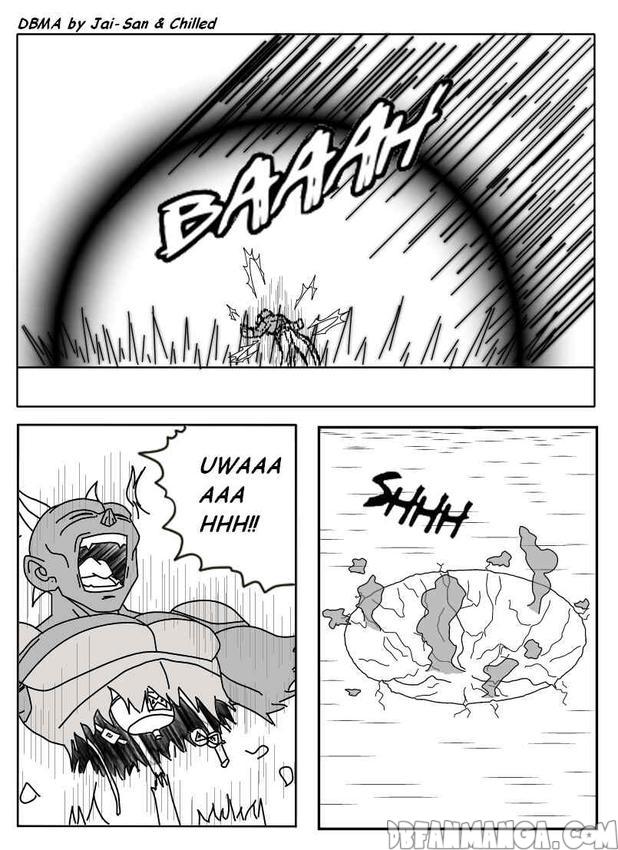 DBMA by Jai-San & Chilled
BAAAH
UWAAA
AAA
HHH!!
SHHH
DBFANMANGA.COM